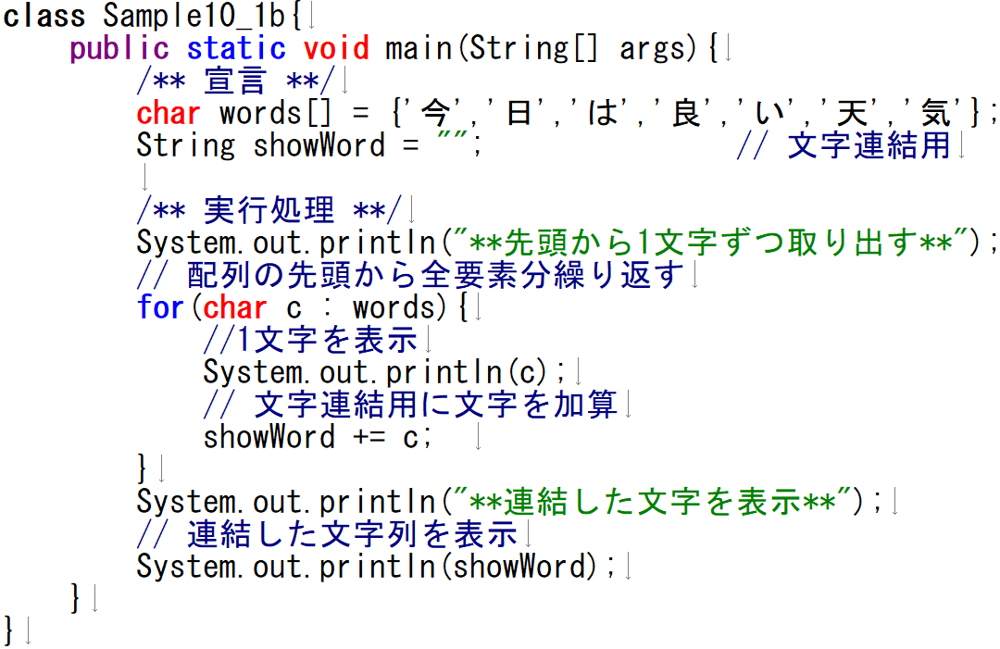 class Sample10_1b{↓
    public static void main(String[] args){↓
        /** 宣言 **/↓
        char words[] = {'今','日','は','良','い','天','気'};
        String showWord = "";               // 文字連結用↓
        ↓
        /** 実行処理 **/↓
        System.out.println("**先頭から1文字ずつ取り出す**");
        // 配列の先頭から全要素分繰り返す↓
        for(char c : words){↓
            //1文字を表示↓
            System.out.println(c);↓
            // 文字連結用に文字を加算↓
            showWord += c;  ↓
        }↓
        System.out.println("**連結した文字を表示**");↓
        // 連結した文字列を表示↓
        System.out.println(showWord);↓
    }↓
}↓